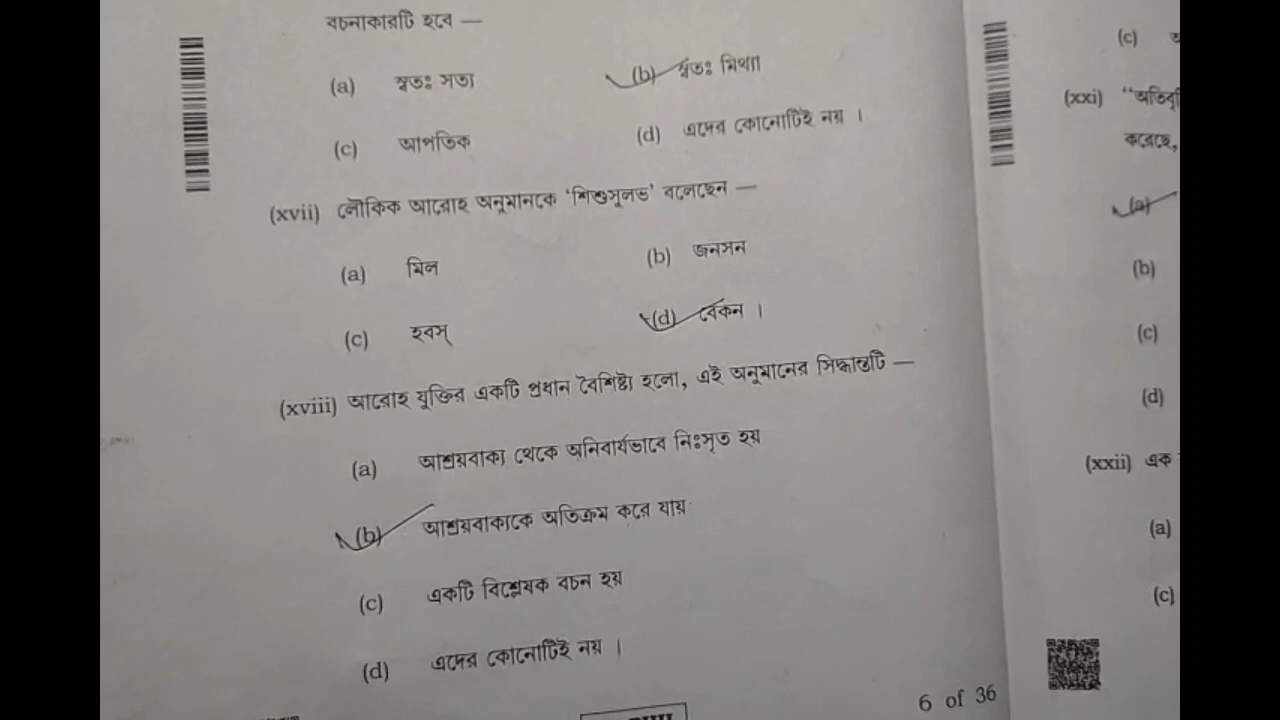 বচনাকারটি হবে —
(a) স্বতঃ সত্য
(b) স্বতঃ মিথ্যা
(c) আপতিক
(d) এদের কোনোটিই নয় ।
(xvii) লৌকিক আরোহ অনুমানকে ‘শিশুসুলভ’ বলেছেন —
(a) মিল
(b) জনসন
(c) হবস্
(d) বেকন ।
(xviii) আরোহ যুক্তির একটি প্রধান বৈশিষ্ট্য হলো, এই অনুমানের সিদ্ধান্তটি —
(a) আশ্রয়বাক্য থেকে অনিবার্যভাবে নিঃসৃত হয়
(b) আশ্রয়বাক্যকে অতিক্রম করে যায়
(c) একটি বিশ্লেষক বচন হয়
(d) এদের কোনোটিই নয় ।
6 of 36
(c)
(xxi)
করেছে,
(a)
(b)
(c)
(d)
(xxii) এক
(a)
(c)